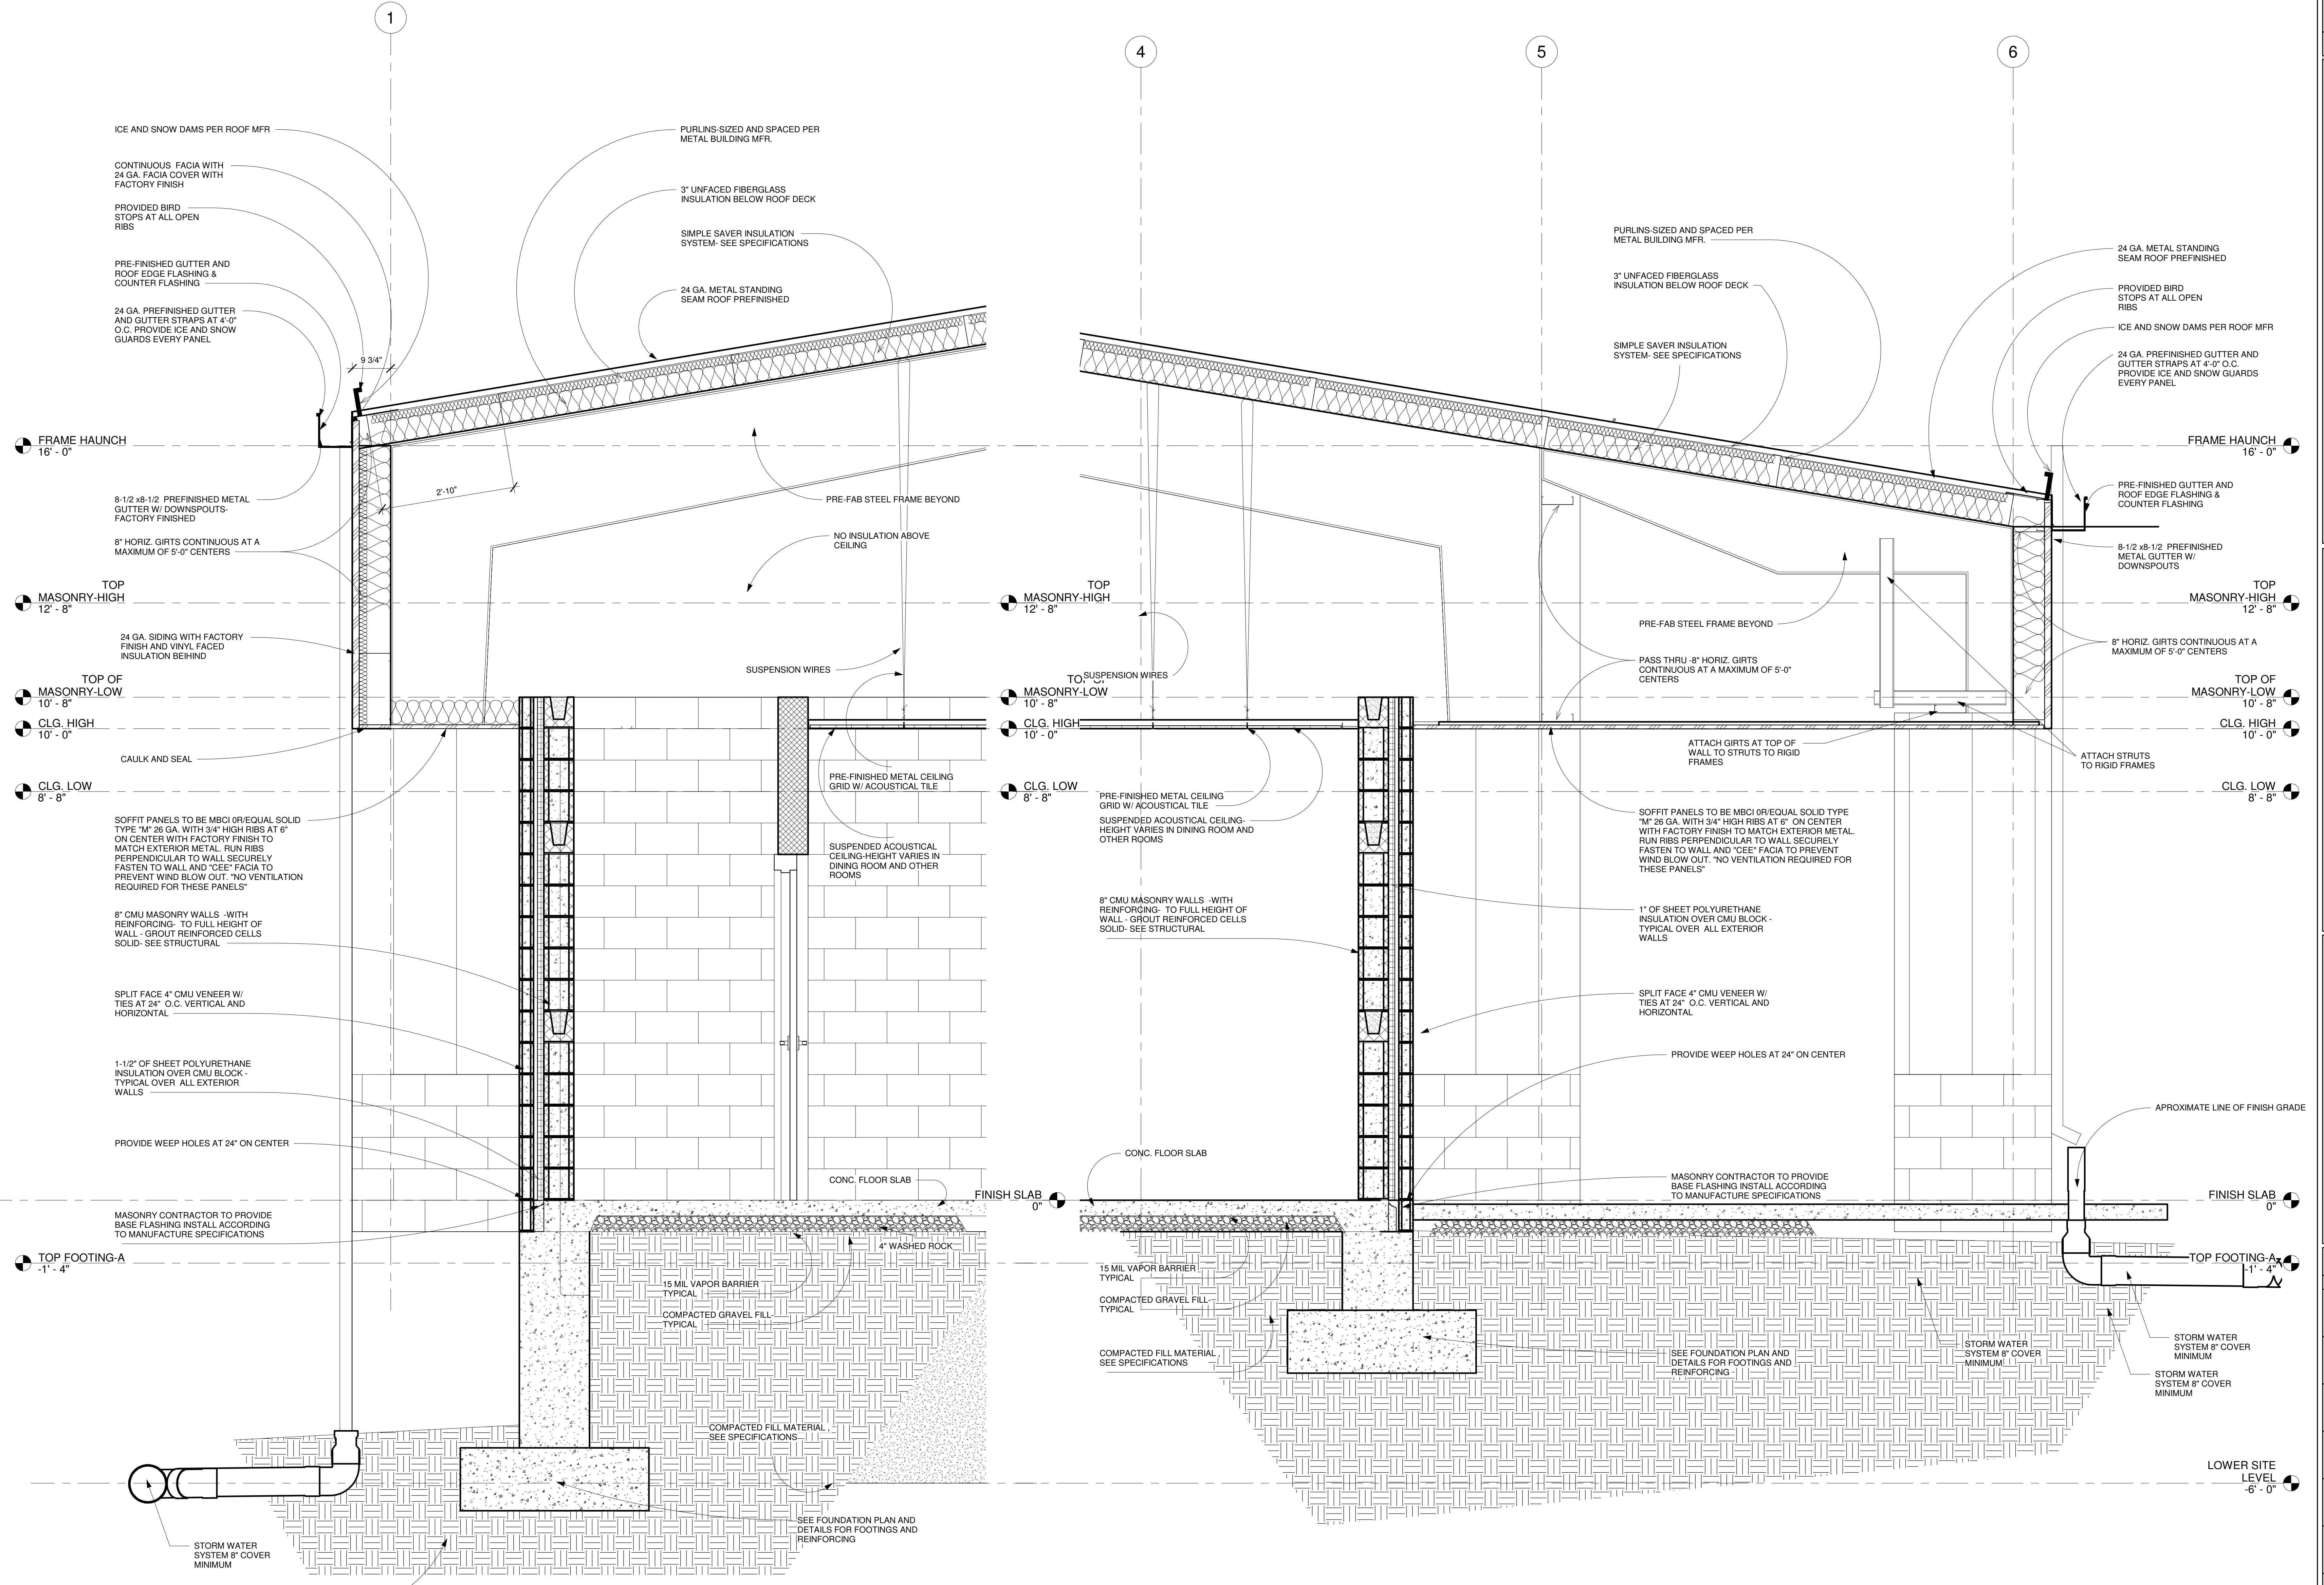 1
4
5
6
ICE AND SNOW DAMS PER ROOF MFR
CONTINUOUS FACIA WITH
24 GA. FACIA COVER WITH
FACTORY FINISH
PROVIDED BIRD
STOPS AT ALL OPEN
RIBS
PRE-FINISHED GUTTER AND
ROOF EDGE FLASHING &
COUNTER FLASHING
24 GA. PREFINISHED GUTTER
AND GUTTER STRAPS AT 4'-0"
O.C. PROVIDE ICE AND SNOW
GUARDS EVERY PANEL
9 3/4"
FRAME HAUNCH
16' - 0"
2'-10"
8-1/2 x8-1/2 PREFINISHED METAL
GUTTER W/ DOWNSPOUTS-
FACTORY FINISHED
8" HORIZ. GIRTS CONTINUOUS AT A
MAXIMUM OF 5'-0" CENTERS
TOP
MASONRY-HIGH
12' - 8"
24 GA. SIDING WITH FACTORY
FINISH AND VINYL FACED
INSULATION BEIHIND
TOP OF
MASONRY-LOW
10' - 8"
CLG. HIGH
10' - 0"
CAULK AND SEAL
CLG. LOW
8' - 8"
SOFFIT PANELS TO BE MBCI 0R/EQUAL SOLID
TYPE "M" 26 GA. WITH 3/4" HIGH RIBS AT 6"
ON CENTER WITH FACTORY FINISH TO
MATCH EXTERIOR METAL. RUN RIBS
PERPENDICULAR TO WALL SECURELY
FASTEN TO WALL AND "CEE" FACIA TO
PREVENT WIND BLOW OUT. "NO VENTILATION
REQUIRED FOR THESE PANELS"
8" CMU MASONRY WALLS -WITH
REINFORCING- TO FULL HEIGHT OF
WALL - GROUT REINFORCED CELLS
SOLID- SEE STRUCTURAL
SPLIT FACE 4" CMU VENEER W/
TIES AT 24" O.C. VERTICAL AND
HORIZONTAL
1-1/2" OF SHEET POLYURETHANE
INSULATION OVER CMU BLOCK -
TYPICAL OVER ALL EXTERIOR
WALLS
PROVIDE WEEP HOLES AT 24" ON CENTER
MASONRY CONTRACTOR TO PROVIDE
BASE FLASHING INSTALL ACCORDING
TO MANUFACTURE SPECIFICATIONS
TOP FOOTING-A
-1' - 4"
STORM WATER
SYSTEM 8" COVER
MINIMUM
PURLINS-SIZED AND SPACED PER
METAL BUILDING MFR.
3" UNFACED FIBERGLASS
INSULATION BELOW ROOF DECK
SIMPLE SAVER INSULATION
SYSTEM- SEE SPECIFICATIONS
24 GA. METAL STANDING
SEAM ROOF PREFINISHED
PRE-FAB STEEL FRAME BEYOND
NO INSULATION ABOVE
CEILING
SUSPENSION WIRES
PRE-FINISHED METAL CEILING
GRID W/ ACOUSTICAL TILE
SUSPENDED ACOUSTICAL
CEILING-HEIGHT VARIES IN
DINING ROOM AND OTHER
ROOMS
CONC. FLOOR SLAB
4" WASHED ROCK
15 MIL VAPOR BARRIER
TYPICAL
COMPACTED GRAVEL FILL-
TYPICAL
COMPACTED FILL MATERIAL ,
SEE SPECIFICATIONS
SEE FOUNDATION PLAN AND
DETAILS FOR FOOTINGS AND
REINFORCING
TOP
MASONRY-HIGH
12' - 8"
SUSPENSION WIRES
TOP OF
MASONRY-LOW
10' - 8"
CLG. HIGH
10' - 0"
CLG. LOW
8' - 8"
PRE-FINISHED METAL CEILING
GRID W/ ACOUSTICAL TILE
SUSPENDED ACOUSTICAL CEILING-
HEIGHT VARIES IN DINING ROOM AND
OTHER ROOMS
8" CMU MASONRY WALLS -WITH
REINFORCING- TO FULL HEIGHT OF
WALL - GROUT REINFORCED CELLS
SOLID- SEE STRUCTURAL
CONC. FLOOR SLAB
FINISH SLAB
0"
15 MIL VAPOR BARRIER
TYPICAL
COMPACTED GRAVEL FILL-
TYPICAL
COMPACTED FILL MATERIAL ,
SEE SPECIFICATIONS
PURLINS-SIZED AND SPACED PER
METAL BUILDING MFR.
3" UNFACED FIBERGLASS
INSULATION BELOW ROOF DECK
SIMPLE SAVER INSULATION
SYSTEM- SEE SPECIFICATIONS
PRE-FAB STEEL FRAME BEYOND
PASS THRU -8" HORIZ. GIRTS
CONTINUOUS AT A MAXIMUM OF 5'-0"
CENTERS
ATTACH GIRTS AT TOP OF
WALL TO STRUTS TO RIGID
FRAMES
SOFFIT PANELS TO BE MBCI 0R/EQUAL SOLID TYPE
"M" 26 GA. WITH 3/4" HIGH RIBS AT 6" ON CENTER
WITH FACTORY FINISH TO MATCH EXTERIOR METAL.
RUN RIBS PERPENDICULAR TO WALL SECURELY
FASTEN TO WALL AND "CEE" FACIA TO PREVENT
WIND BLOW OUT. "NO VENTILATION REQUIRED FOR
THESE PANELS"
1" OF SHEET POLYURETHANE
INSULATION OVER CMU BLOCK -
TYPICAL OVER ALL EXTERIOR
WALLS
SPLIT FACE 4" CMU VENEER W/
TIES AT 24" O.C. VERTICAL AND
HORIZONTAL
PROVIDE WEEP HOLES AT 24" ON CENTER
MASONRY CONTRACTOR TO PROVIDE
BASE FLASHING INSTALL ACCORDING
TO MANUFACTURE SPECIFICATIONS
SEE FOUNDATION PLAN AND
DETAILS FOR FOOTINGS AND
REINFORCING -
STORM WATER
SYSTEM 8" COVER
MINIMUM
24 GA. METAL STANDING
SEAM ROOF PREFINISHED
PROVIDED BIRD
STOPS AT ALL OPEN
RIBS
ICE AND SNOW DAMS PER ROOF MFR
24 GA. PREFINISHED GUTTER AND
GUTTER STRAPS AT 4'-0" O.C.
PROVIDE ICE AND SNOW GUARDS
EVERY PANEL
FRAME HAUNCH
16' - 0"
PRE-FINISHED GUTTER AND
ROOF EDGE FLASHING &
COUNTER FLASHING
8-1/2 x8-1/2 PREFINISHED
METAL GUTTER W/
DOWNSPOUTS
TOP
MASONRY-HIGH
12' - 8"
8" HORIZ. GIRTS CONTINUOUS AT A
MAXIMUM OF 5'-0" CENTERS
TOP OF
MASONRY-LOW
10' - 8"
CLG. HIGH
10' - 0"
ATTACH STRUTS
TO RIGID FRAMES
CLG. LOW
8' - 8"
APROXIMATE LINE OF FINISH GRADE
FINISH SLAB
0"
TOP FOOTING-A
-1' - 4"
STORM WATER
SYSTEM 8" COVER
MINIMUM
STORM WATER
SYSTEM 8" COVER
MINIMUM
LOWER SITE
LEVEL
-6' - 0"